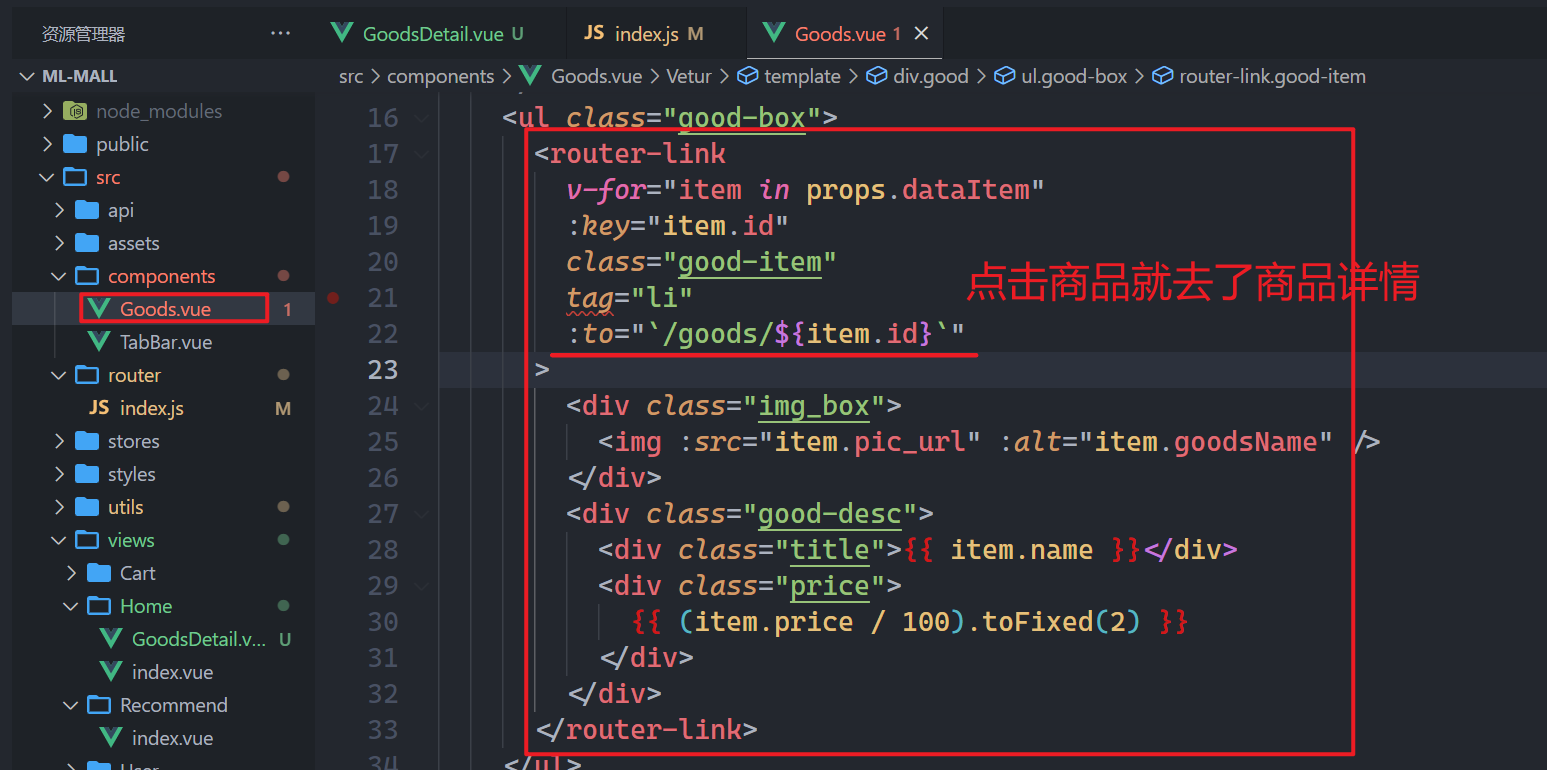 资源管理器 ···
GoodsDetail.vue U
JS index.js M
Goods.vue 1 ×
ML-MALL
src > components > Goods.vue > Vetur > template > div.good > ul.good-box > router-link.good-item
node_modules
public
src
api
assets
components
Goods.vue 1
TabBar.vue
router
JS index.js M
stores
styles
utils
views
Cart
Home
GoodsDetail.v... U
index.vue
Recommend
index.vue
User
16 <ul class="good-box">
17 <router-link
18 v-for="item in props.dataItem"
19 :key="item.id"
20 class="good-item"
21 tag="li"
22 :to="`/goods/${item.id}`"
23 >
24 <div class="img_box">
25 <img :src="item.pic_url" :alt="item.goodsName" />
26 </div>
27 <div class="good-desc">
28 <div class="title">{{ item.name }}</div>
29 <div class="price">
30 {{ (item.price / 100).toFixed(2) }}
31 </div>
32 </div>
33 </router-link>
34 </ul>
点击商品就去了商品详情